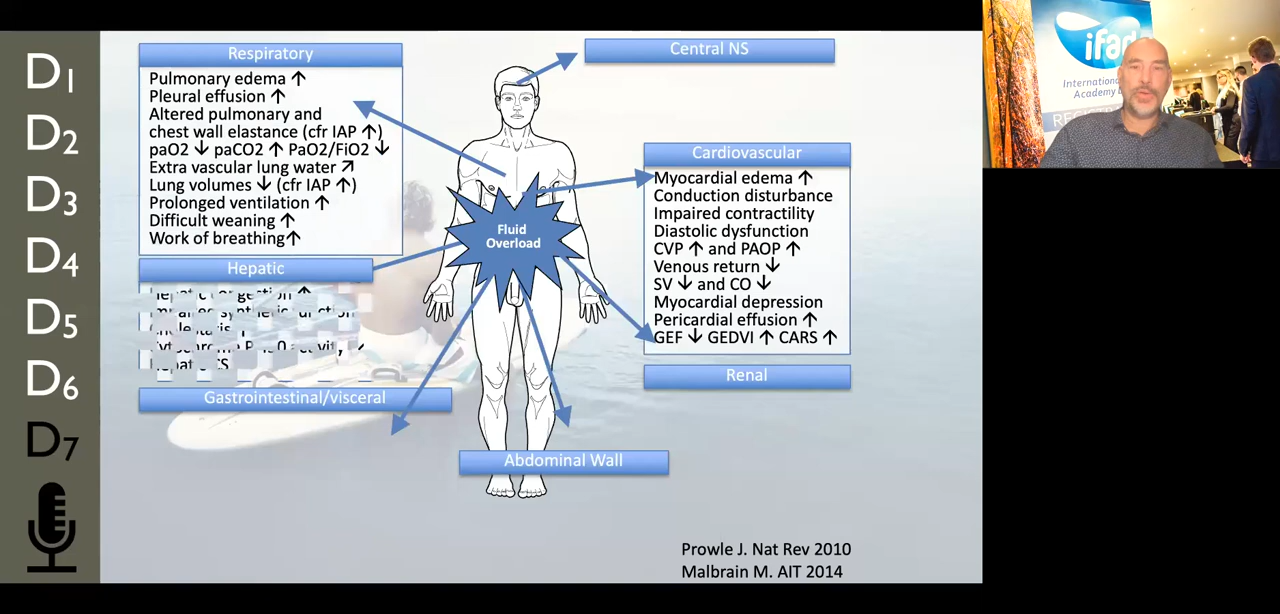 D1
D2
D3
D4
D5
D6
D7
Respiratory
Pulmonary edema ↑
Pleural effusion ↑
Altered pulmonary and
chest wall elastance (cfr IAP ↑)
paO2 ↓ paCO2 ↑ PaO2/FiO2 ↓
Extra vascular lung water ↗
Lung volumes ↓ (cfr IAP ↑)
Prolonged ventilation ↑
Difficult weaning ↑
Work of breathing↑
Hepatic
Gastrointestinal/visceral
Central NS
Fluid
Overload
Cardiovascular
Myocardial edema ↑
Conduction disturbance
Impaired contractility
Diastolic dysfunction
CVP ↑ and PAOP ↑
Venous return ↓
SV ↓ and CO ↓
Myocardial depression
Pericardial effusion ↑
GEF ↓ GEDVI ↑ CARS ↑
Renal
Abdominal Wall
Prowle J. Nat Rev 2010
Malbrain M. AIT 2014
ifad